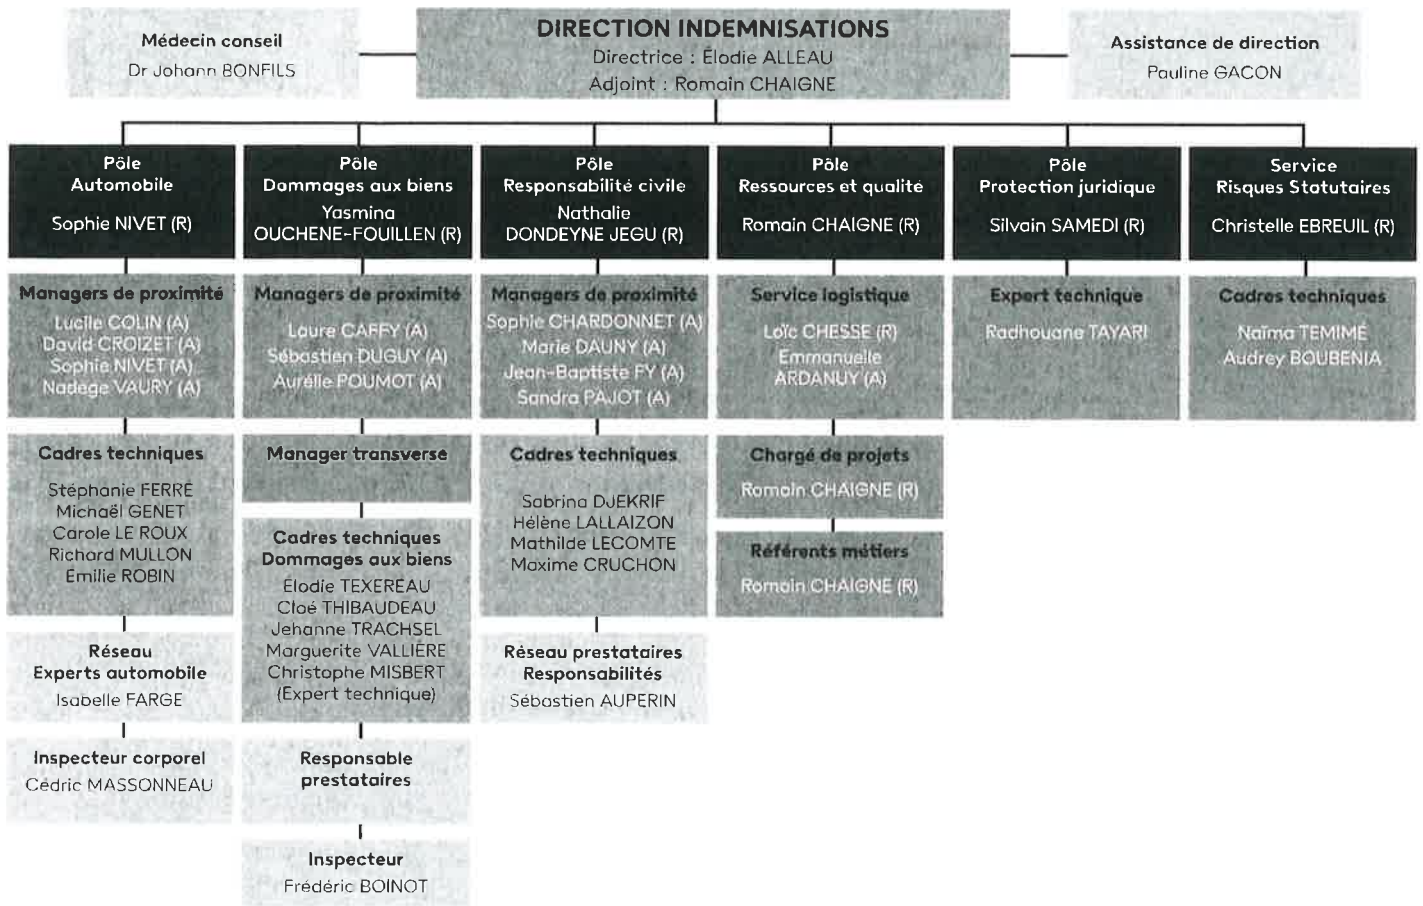 Médecin conseil
Dr Johann BONFILS
DIRECTION INDEMNISATIONS
Directrice : Élodie ALLEAU
Adjoint : Romain CHAIGNE
Assistance de direction
Pauline GACON
Pôle
Automobile
Sophie NIVET (R)
Managers de proximité
Lucile COLIN (A)
David CROIZET (A)
Sophie NIVET (A)
Nadège VAURY (A)
Cadres techniques
Stéphanie FERRÉ
Michaël GENET
Carole LE ROUX
Richard MULLON
Émilie ROBIN
Réseau
Experts automobile
Isabelle FARGE
Inspecteur corporel
Cédric MASSONNEAU
Pôle
Dommages aux biens
Yasmina
OUCHENE-FOUILLEN (R)
Managers de proximité
Laure CAFFY (A)
Sébastien DUGUY (A)
Aurélie POUMOT (A)
Manager transverse
Cadres techniques
Dommages aux biens
Élodie TEXEREAU
Cloé THIBAUDEAU
Jehanne TRACHSEL
Marguerite VALLIÈRE
Christophe MISBERT
(Expert technique)
Responsable
prestataires
Inspecteur
Frédéric BOINOT
Pôle
Responsabilité civile
Nathalie
DONDEYNE JEGU (R)
Managers de proximité
Sophie CHARDONNET (A)
Marie DAUNY (A)
Jean-Baptiste FY (A)
Sandra PAJOT (A)
Cadres techniques
Sabrina DJEKRIF
Hélène LALLAIZON
Mathilde LECOMTE
Maxime CRUCHON
Réseau prestataires
Responsabilités
Sébastien AUPERIN
Pôle
Ressources et qualité
Romain CHAIGNE (R)
Service logistique
Loïc CHESSE (R)
Emmanuelle
ARDANUY (A)
Chargé de projets
Romain CHAIGNE (R)
Référents métiers
Romain CHAIGNE (R)
Pôle
Protection juridique
Silvain SAMEDI (R)
Expert technique
Radhouane TAYARI
Service
Risques Statutaires
Christelle EBREUIL (R)
Cadres techniques
Naïma TEMIMÉ
Audrey BOUBENIA